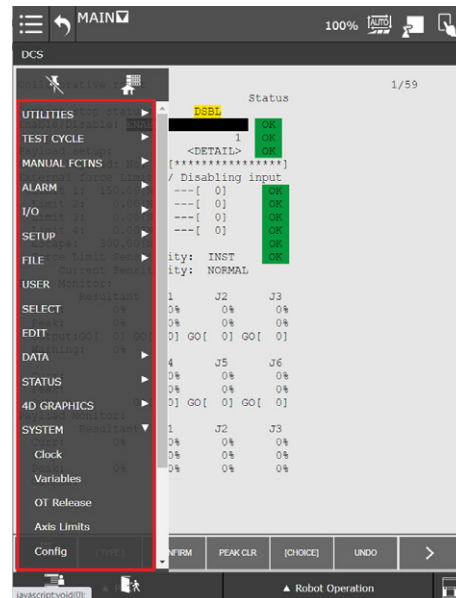 MAIN
100%
AUTO
DCS
1/59
Status
DSBL
OK
1 OK
<DETAIL> OK
[****************]
/ Disabling input
150.00 ---[ 0] OK
---[ 0] OK
---[ 0] OK
---[ 0] OK
300.00 OK
ity: INST OK
ity: NORMAL
J2 J3
0% 0%
0% 0%
0] GO[ 0] GO[ 0]
4 J5 J6
0% 0% 0%
0% 0% 0%
0] GO[ 0] GO[ 0]
1 J2 J3
0% 0% 0%
0% 0% 0%
0% 0% 0%
UTILITIES
TEST CYCLE
MANUAL FCTNS
ALARM
I/O
SETUP
FILE
USER
SELECT
EDIT
DATA
STATUS
4D GRAPHICS
SYSTEM
Clock
Variables
OT Release
Axis Limits
Config
NFIRM PEAK CLR [CHOICE] UNDO >
Robot Operation
javascript:void(0);